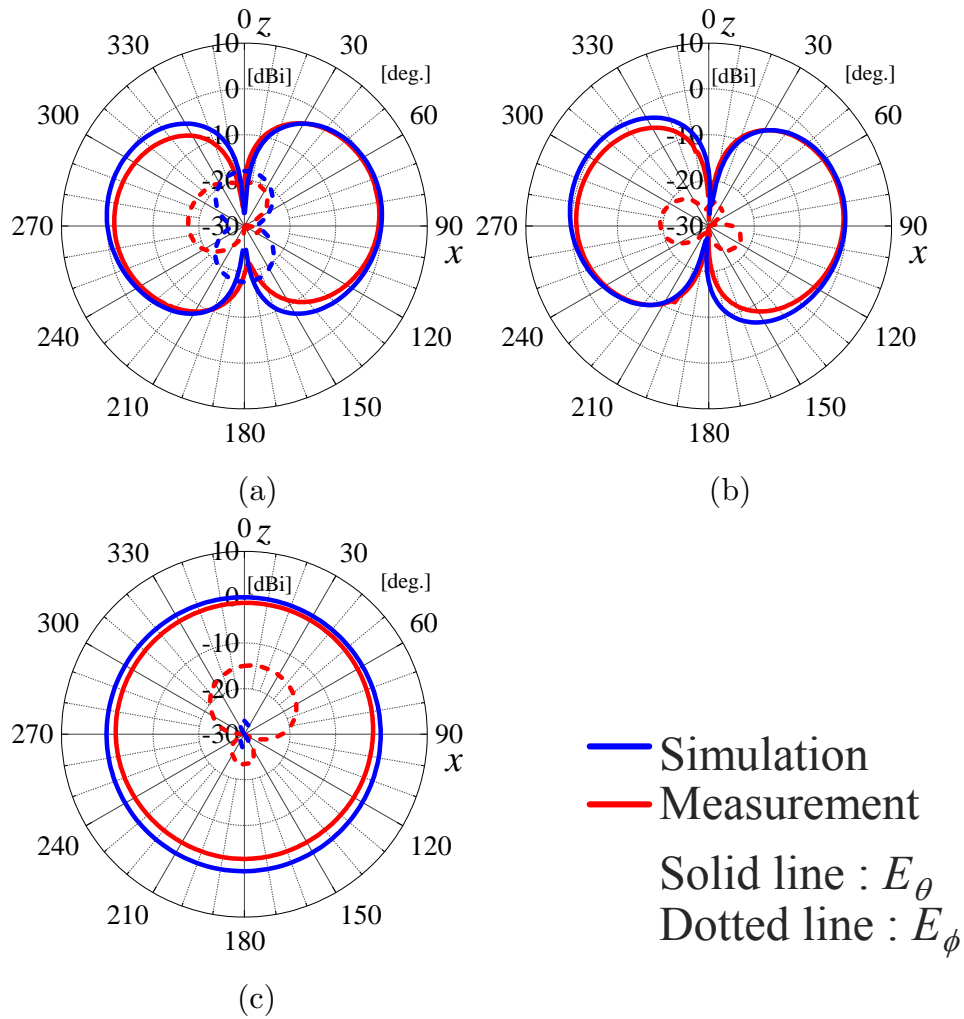 0 z
0 z
10
10
330
30
330
30
[dBi]
[deg.]
[dBi]
[deg.]
0
0
300
60
300
60
-10
-10
-20
-20
270
-30
90
270
-30
90
x
x
240
120
240
120
210
150
210
150
180
180
(a)
(b)
0 z
10
330
30
[dBi]
[deg.]
0
300
60
-10
-20
270
-30
90
x
Simulation
Measurement
240
120
Solid line : Eθ
210
150
Dotted line : Eϕ
180
(c)